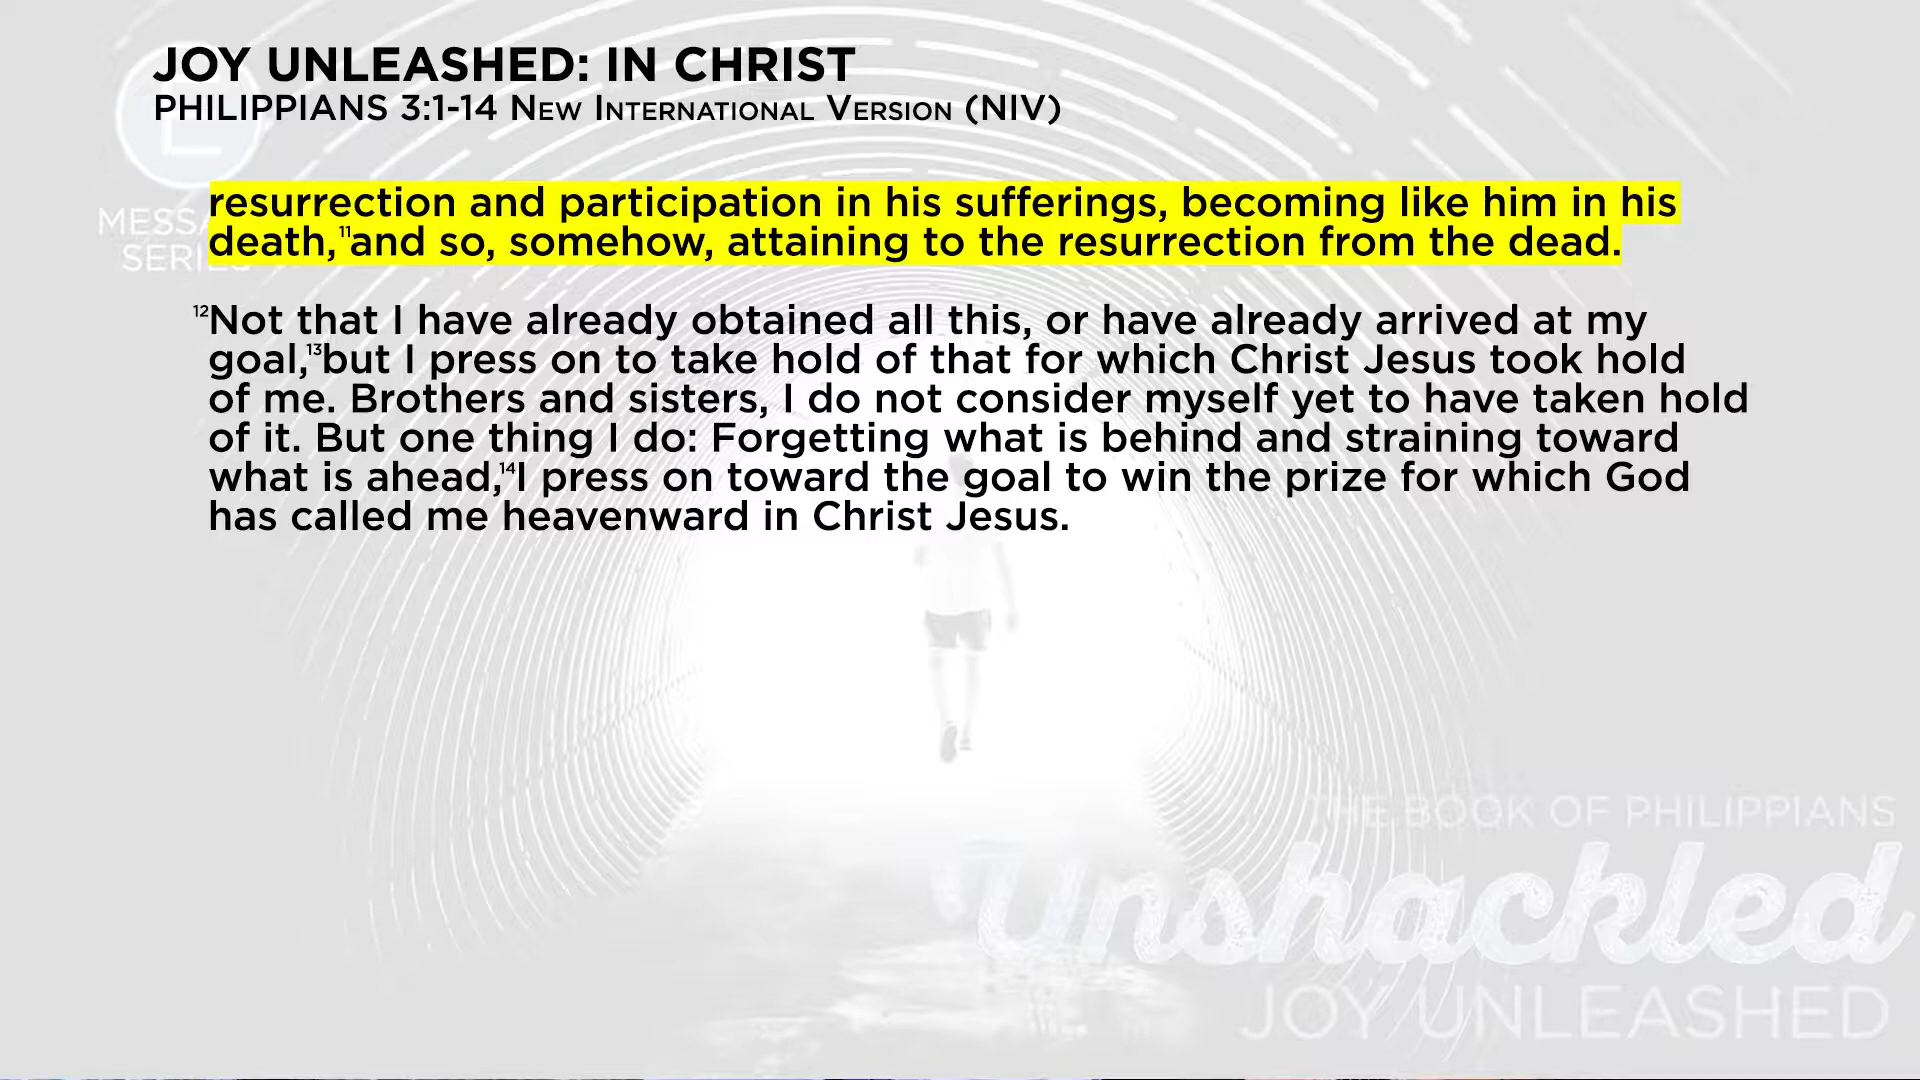 JOY UNLEASHED: IN CHRIST
PHILIPPIANS 3:1-14 NEW INTERNATIONAL VERSION (NIV)
resurrection and participation in his sufferings, becoming like him in his
death,¹¹and so, somehow, attaining to the resurrection from the dead.
¹²Not that I have already obtained all this, or have already arrived at my
goal,¹³but I press on to take hold of that for which Christ Jesus took hold
of me. Brothers and sisters, I do not consider myself yet to have taken hold
of it. But one thing I do: Forgetting what is behind and straining toward
what is ahead,¹⁴I press on toward the goal to win the prize for which God
has called me heavenward in Christ Jesus.
THE BOOK OF PHILIPPIANS
Unshackled
JOY UNLEASHED